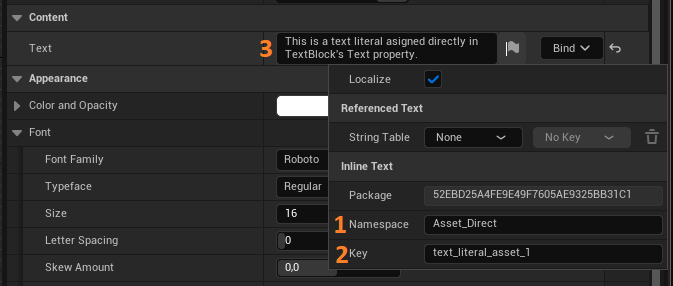 Content
Text
3
This is a text literal asigned directly in
TextBlock's Text property.
Bind
Localize
Appearance
Referenced Text
Color and Opacity
String Table
None
No Key
Font
Inline Text
Font Family
Roboto
Package
52EBD25A4FE9E49F7605AE9325BB31C1
Typeface
Regular
1 Namespace
Asset_Direct
Size
16
2 Key
text_literal_asset_1
Letter Spacing
0
Skew Amount
0,0